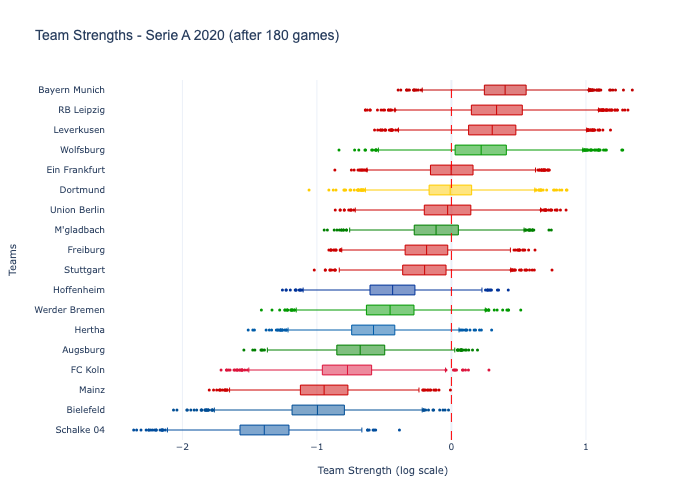 Team Strengths - Serie A 2020 (after 180 games)
Teams
Bayern Munich
RB Leipzig
Leverkusen
Wolfsburg
Ein Frankfurt
Dortmund
Union Berlin
M'gladbach
Freiburg
Stuttgart
Hoffenheim
Werder Bremen
Hertha
Augsburg
FC Koln
Mainz
Bielefeld
Schalke 04
−2 −1 0 1
Team Strength (log scale)